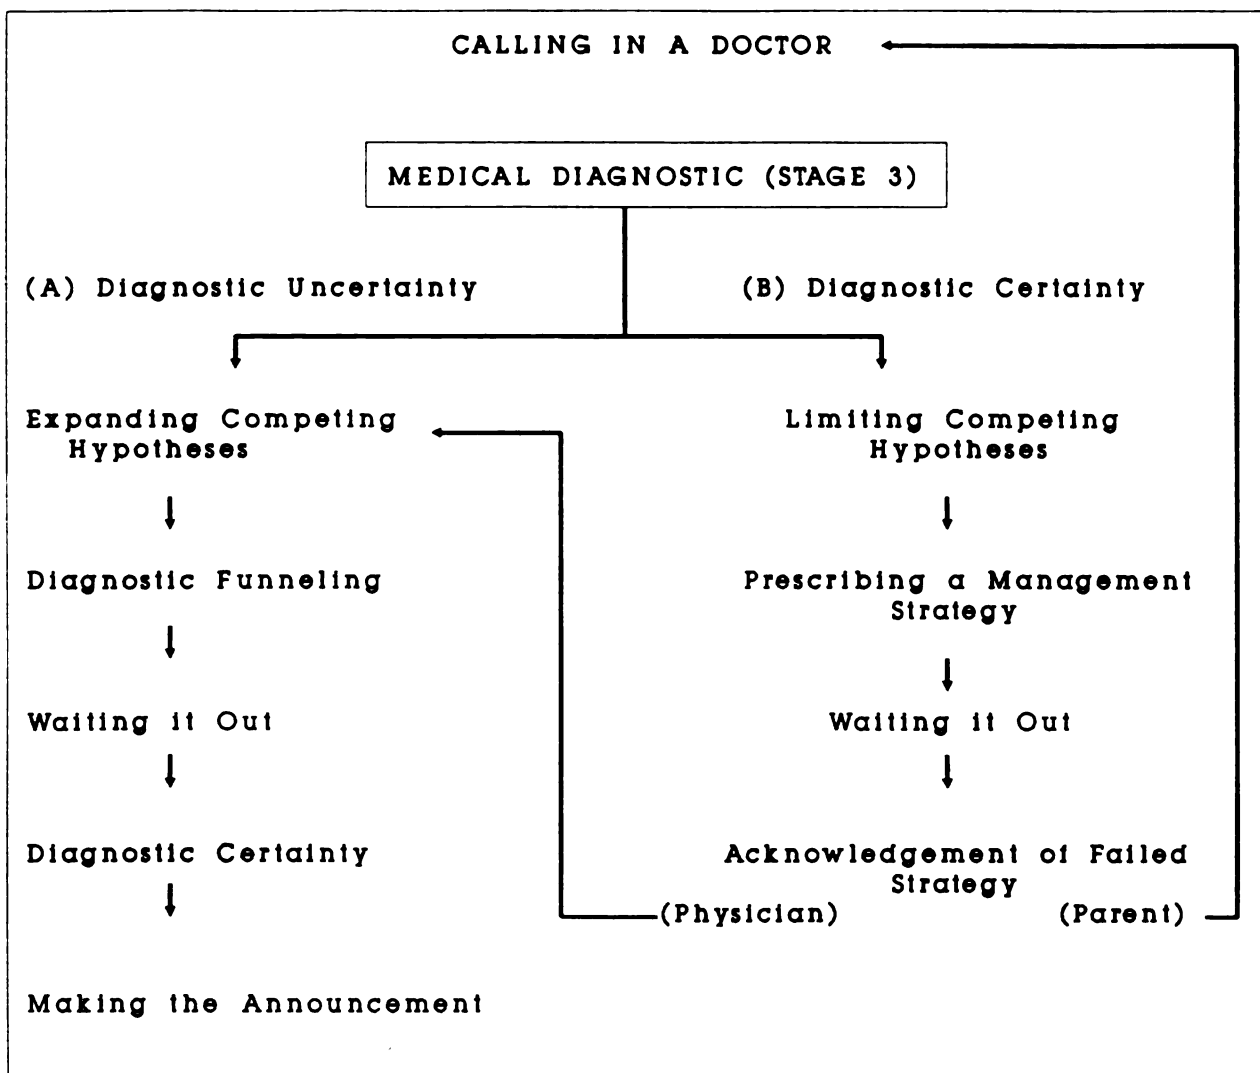 CALLING IN A DOCTOR
MEDICAL DIAGNOSTIC (STAGE 3)
(A) Diagnostic Uncertainty
(B) Diagnostic Certainty
Expanding Competing
Hypotheses
Limiting Competing
Hypotheses
Diagnostic Funneling
Prescribing a Management
Strategy
Waiting it Out
Waiting it Out
Diagnostic Certainty
Acknowledgement of Failed
Strategy
(Physician)
(Parent)
Making the Announcement